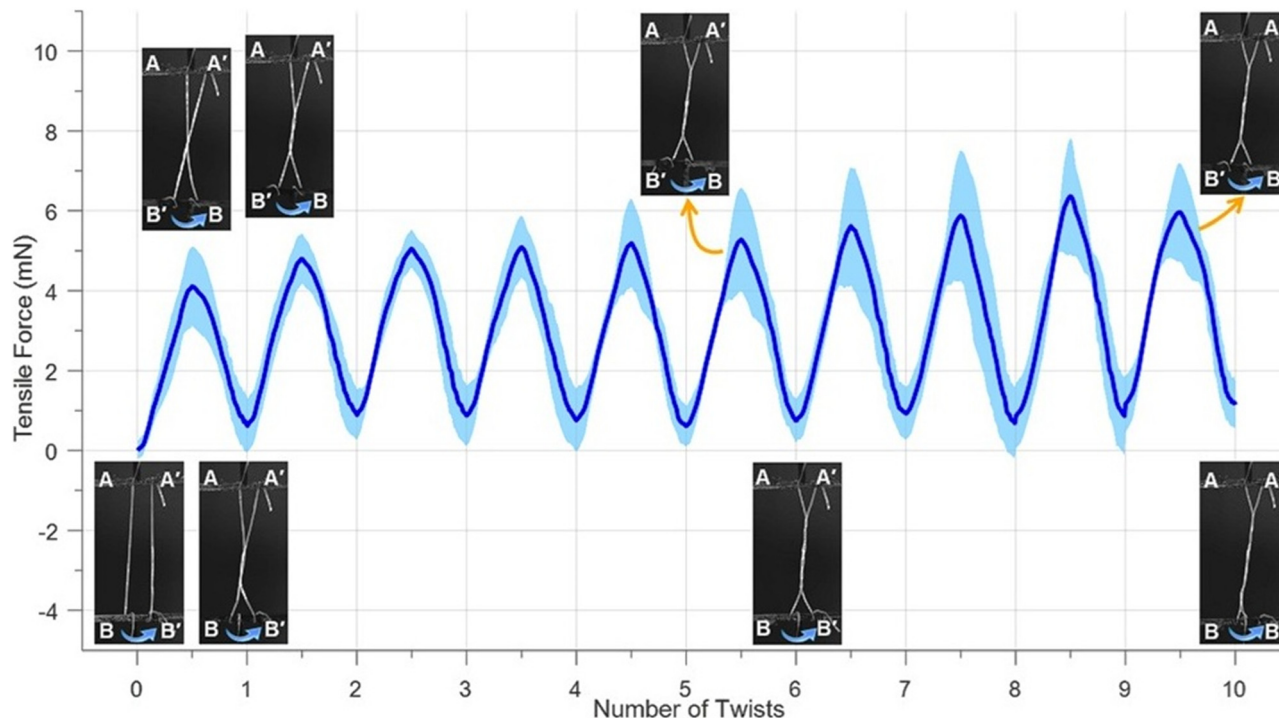 A A′
B′ B
A A′
B′ B
A A′
B′ B
A A
B′ B
10
8
6
4
2
0
-2
-4
Tensile Force (mN)
A A′
B B′
A A′
B B′
A A′
B B′
A A
B B
0 1 2 3 4 5 6 7 8 9 10
Number of Twists